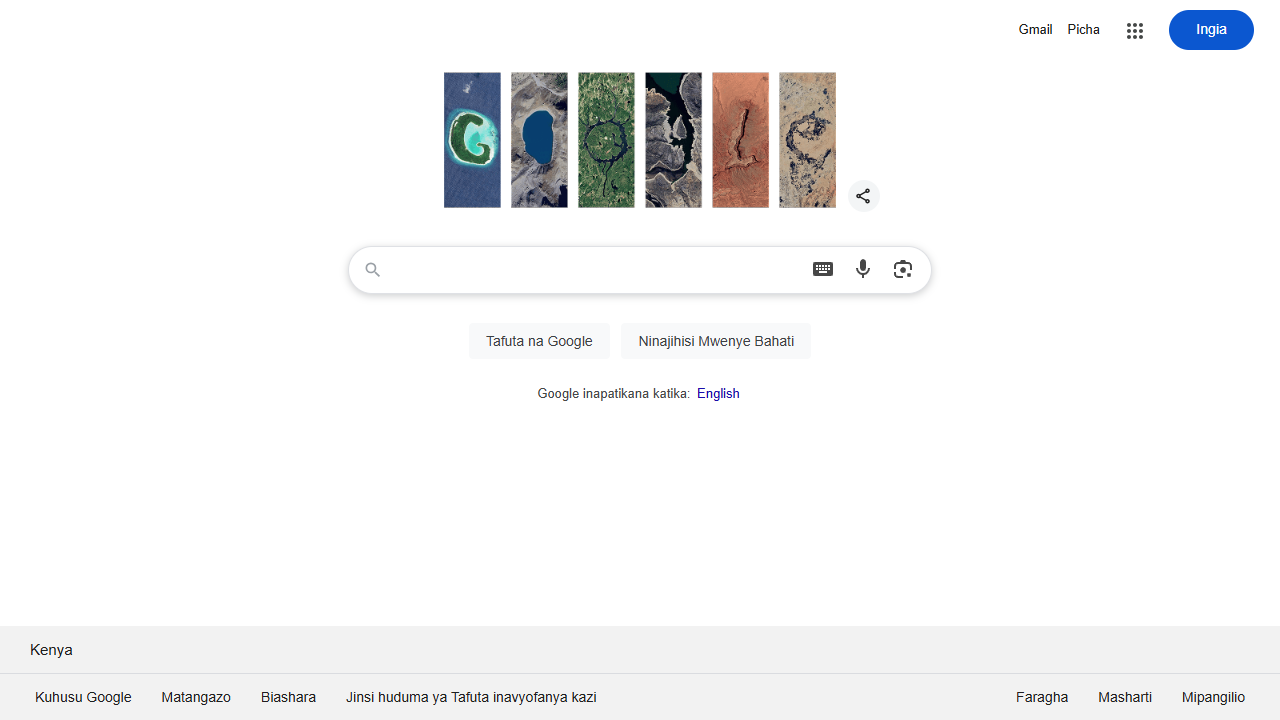 Gmail Picha Ingia
Tafuta na Google Ninajihisi Mwenye Bahati
Google inapatikana katika: English
Kenya
Kuhusu Google Matangazo Biashara Jinsi huduma ya Tafuta inavyofanya kazi Faragha Masharti Mipangilio